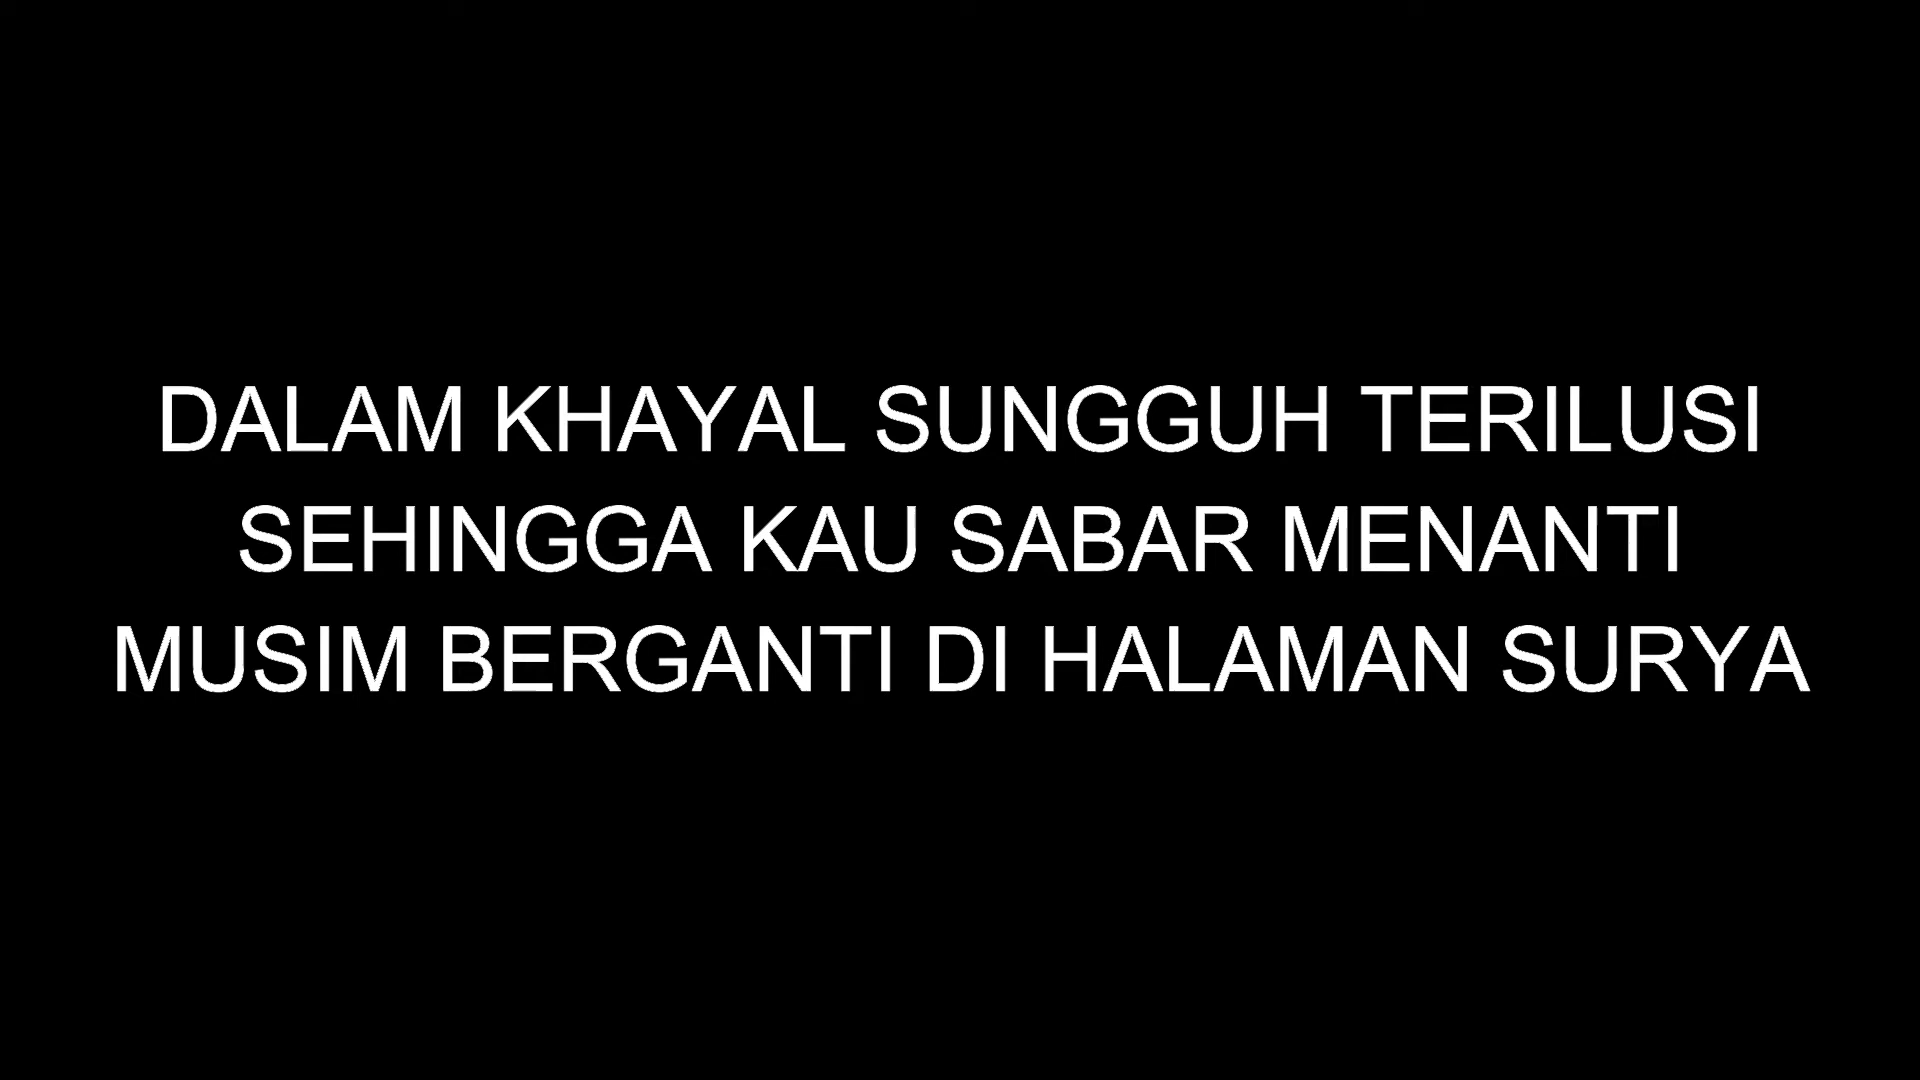 DALAM KHAYAL SUNGGUH TERILUSI
SEHINGGA KAU SABAR MENANTI
MUSIM BERGANTI DI HALAMAN SURYA